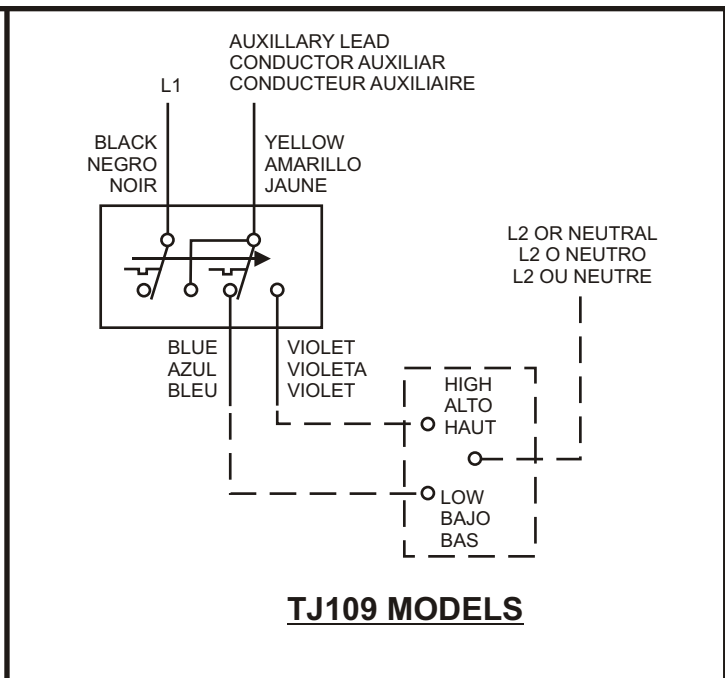 AUXILLARY LEAD
CONDUCTOR AUXILIAR
CONDUCTEUR AUXILIAIRE
L1
BLACK
NEGRO
NOIR
YELLOW
AMARILLO
JAUNE
L2 OR NEUTRAL
L2 O NEUTRO
L2 OU NEUTRE
BLUE
AZUL
BLEU
VIOLET
VIOLETA
VIOLET
HIGH
ALTO
HAUT
LOW
BAJO
BAS
TJ109 MODELS